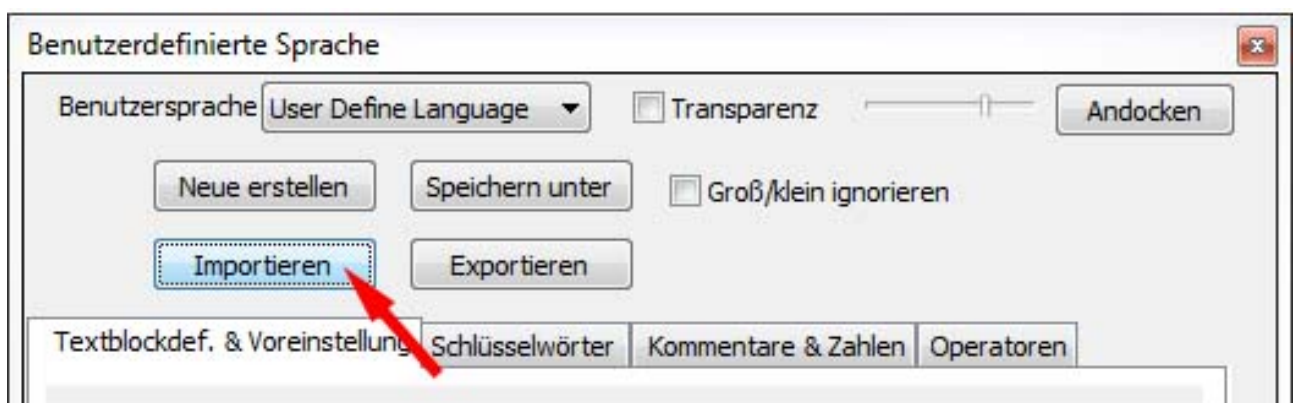 Benutzerdefinierte Sprache
Benutzersprache User Define Language Transparenz Andocken
Neue erstellen Speichern unter Groß/klein ignorieren
Importieren Exportieren
Textblockdef. & Voreinstellung Schlüsselwörter Kommentare & Zahlen Operatoren